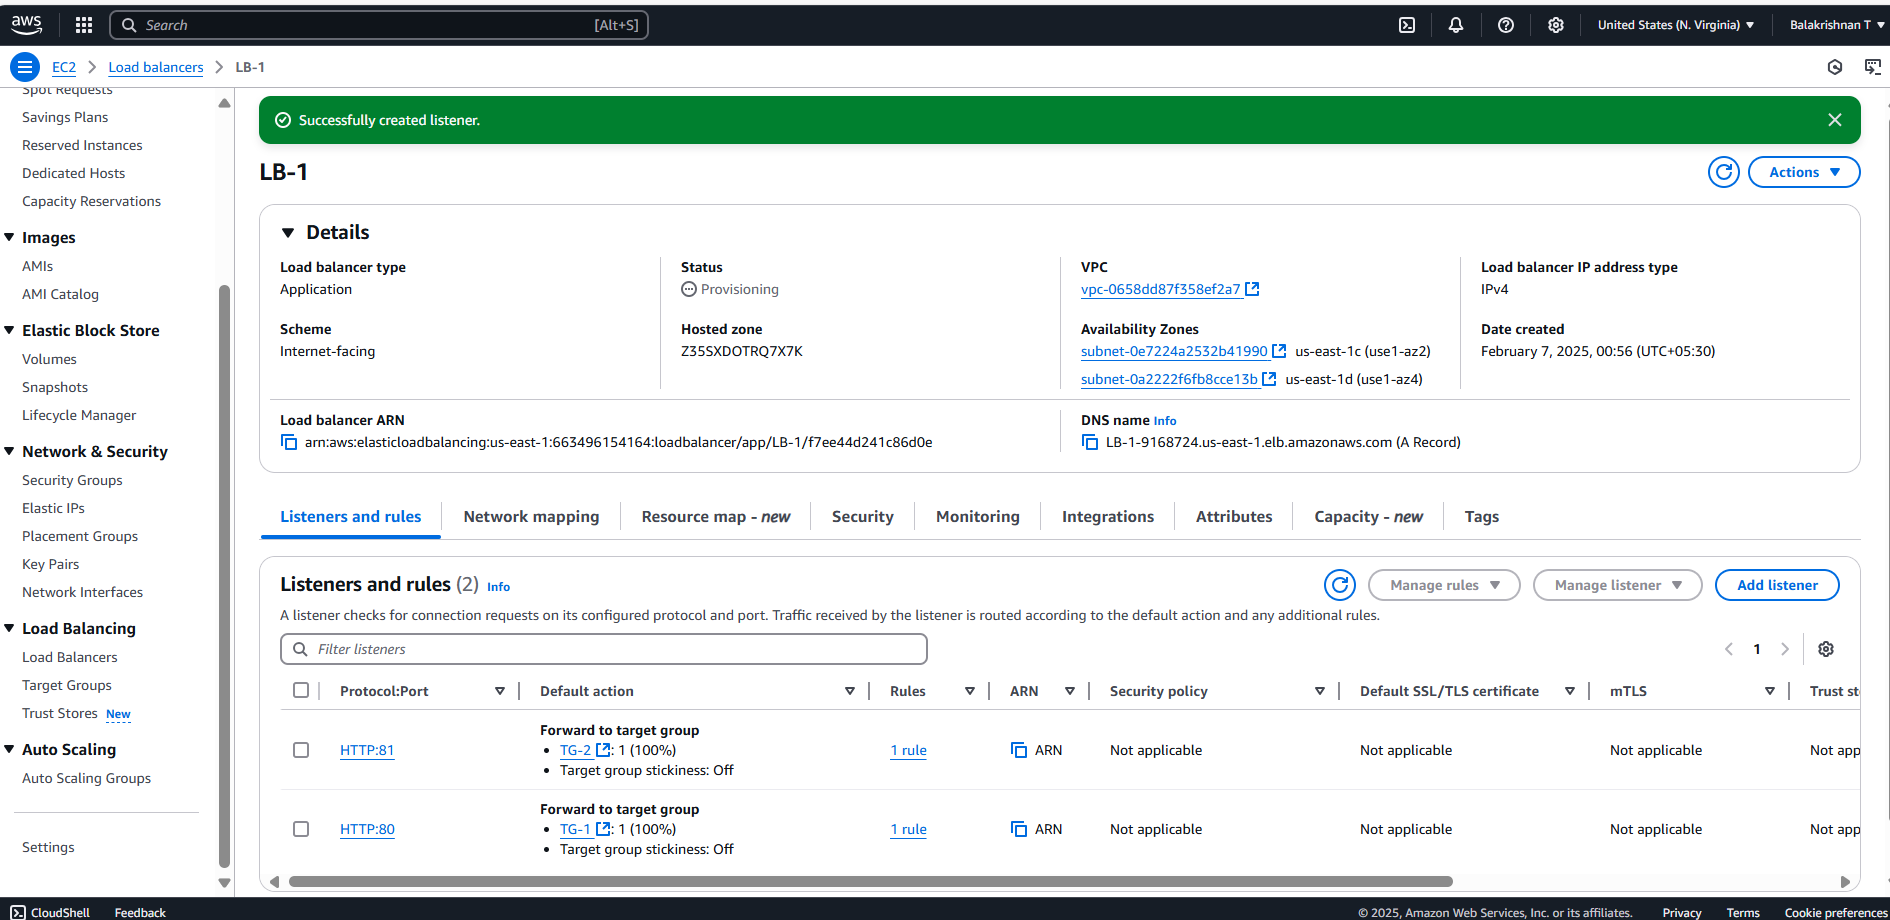 aws
Search [Alt+S]
United States (N. Virginia) Balakrishnan T
EC2 Load balancers LB-1
Spot Requests
Savings Plans
Reserved Instances
Dedicated Hosts
Capacity Reservations
Images
AMIs
AMI Catalog
Elastic Block Store
Volumes
Snapshots
Lifecycle Manager
Network & Security
Security Groups
Elastic IPs
Placement Groups
Key Pairs
Network Interfaces
Load Balancing
Load Balancers
Target Groups
Trust Stores New
Auto Scaling
Auto Scaling Groups
Settings
Successfully created listener.
LB-1
Actions
Details
Load balancer type
Application
Status
Provisioning
VPC
vpc-0658dd87f358ef2a7
Load balancer IP address type
IPv4
Scheme
Internet-facing
Hosted zone
Z35SXDOTRQ7X7K
Availability Zones
subnet-0e7224a2532b41990 us-east-1c (use1-az2)
subnet-0a2222f6fb8cce13b us-east-1d (use1-az4)
Date created
February 7, 2025, 00:56 (UTC+05:30)
Load balancer ARN
arn:aws:elasticloadbalancing:us-east-1:663496154164:loadbalancer/app/LB-1/f7ee44d241c86d0e
DNS name Info
LB-1-9168724.us-east-1.elb.amazonaws.com (A Record)
Listeners and rules Network mapping Resource map - new Security Monitoring Integrations Attributes Capacity - new Tags
Listeners and rules (2) Info
Manage rules Manage listener Add listener
A listener checks for connection requests on its configured protocol and port. Traffic received by the listener is routed according to the default action and any additional rules.
Filter listeners
1
Protocol:Port Default action Rules ARN Security policy Default SSL/TLS certificate mTLS Trust st
HTTP:81
Forward to target group
• TG-2 : 1 (100%)
• Target group stickiness: Off
1 rule ARN Not applicable Not applicable Not applicable Not app
HTTP:80
Forward to target group
• TG-1 : 1 (100%)
• Target group stickiness: Off
1 rule ARN Not applicable Not applicable Not applicable Not app
CloudShell Feedback
© 2025, Amazon Web Services, Inc. or its affiliates. Privacy Terms Cookie preferences